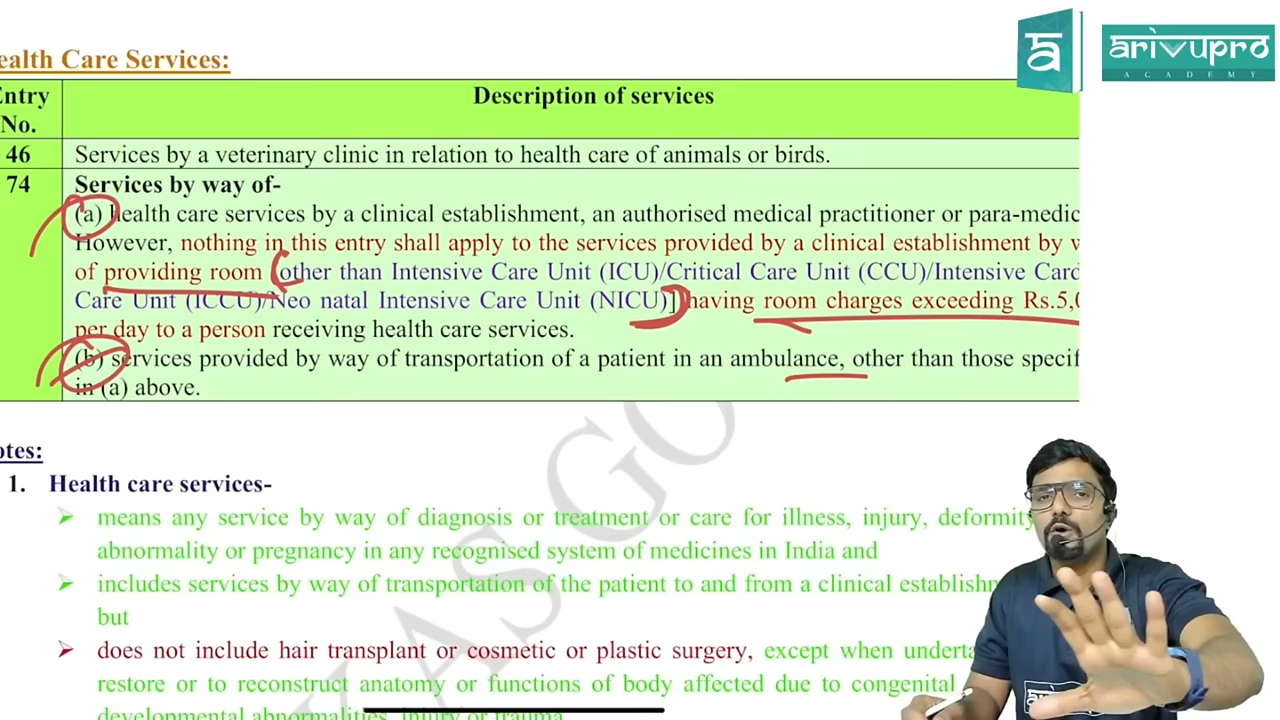 arivupro
ACADEMY
ealth Care Services:
Entry No.
Description of services
46
Services by a veterinary clinic in relation to health care of animals or birds.
74
Services by way of-
(a) health care services by a clinical establishment, an authorised medical practitioner or para-medic
However, nothing in this entry shall apply to the services provided by a clinical establishment by w
of providing room (other than Intensive Care Unit (ICU)/Critical Care Unit (CCU)/Intensive Card
Care Unit (ICCU)/Neo natal Intensive Care Unit (NICU)] having room charges exceeding Rs.5,0
per day to a person receiving health care services.
(b) services provided by way of transportation of a patient in an ambulance, other than those specif
in (a) above.
otes:
1. Health care services-
means any service by way of diagnosis or treatment or care for illness, injury, deformity
abnormality or pregnancy in any recognised system of medicines in India and
includes services by way of transportation of the patient to and from a clinical establishm
but
does not include hair transplant or cosmetic or plastic surgery, except when underta
restore or to reconstruct anatomy or functions of body affected due to congenital
developmental abnormalities, injury or trauma